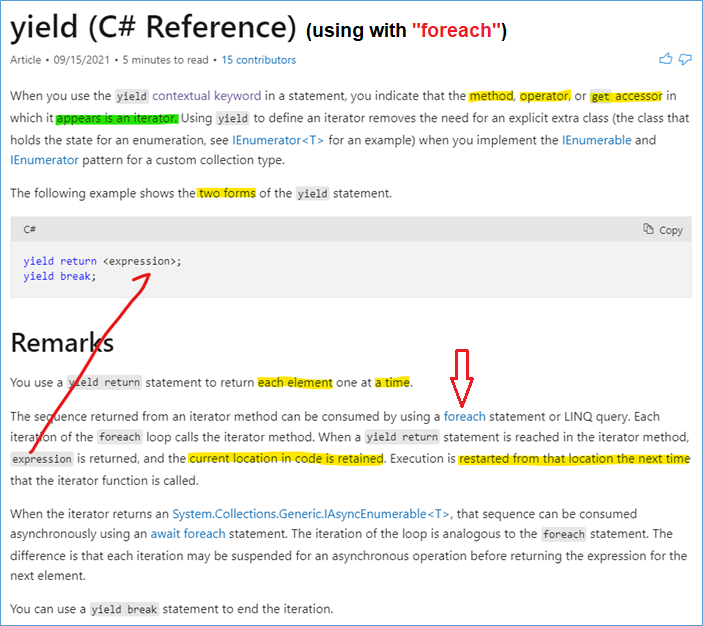 yield (C# Reference) (using with "foreach")
Article • 09/15/2021 • 5 minutes to read • 15 contributors
When you use the yield contextual keyword in a statement, you indicate that the method, operator, or get accessor in
which it appears is an iterator. Using yield to define an iterator removes the need for an explicit extra class (the class that
holds the state for an enumeration, see IEnumerator<T> for an example) when you implement the IEnumerable and
IEnumerator pattern for a custom collection type.
The following example shows the two forms of the yield statement.
C#
Copy
yield return <expression>;
yield break;
Remarks
You use a yield return statement to return each element one at a time.
The sequence returned from an iterator method can be consumed by using a foreach statement or LINQ query. Each
iteration of the foreach loop calls the iterator method. When a yield return statement is reached in the iterator method,
expression is returned, and the current location in code is retained. Execution is restarted from that location the next time
that the iterator function is called.
When the iterator returns an System.Collections.Generic.IAsyncEnumerable<T>, that sequence can be consumed
asynchronously using an await foreach statement. The iteration of the loop is analogous to the foreach statement. The
difference is that each iteration may be suspended for an asynchronous operation before returning the expression for the
next element.
You can use a yield break statement to end the iteration.